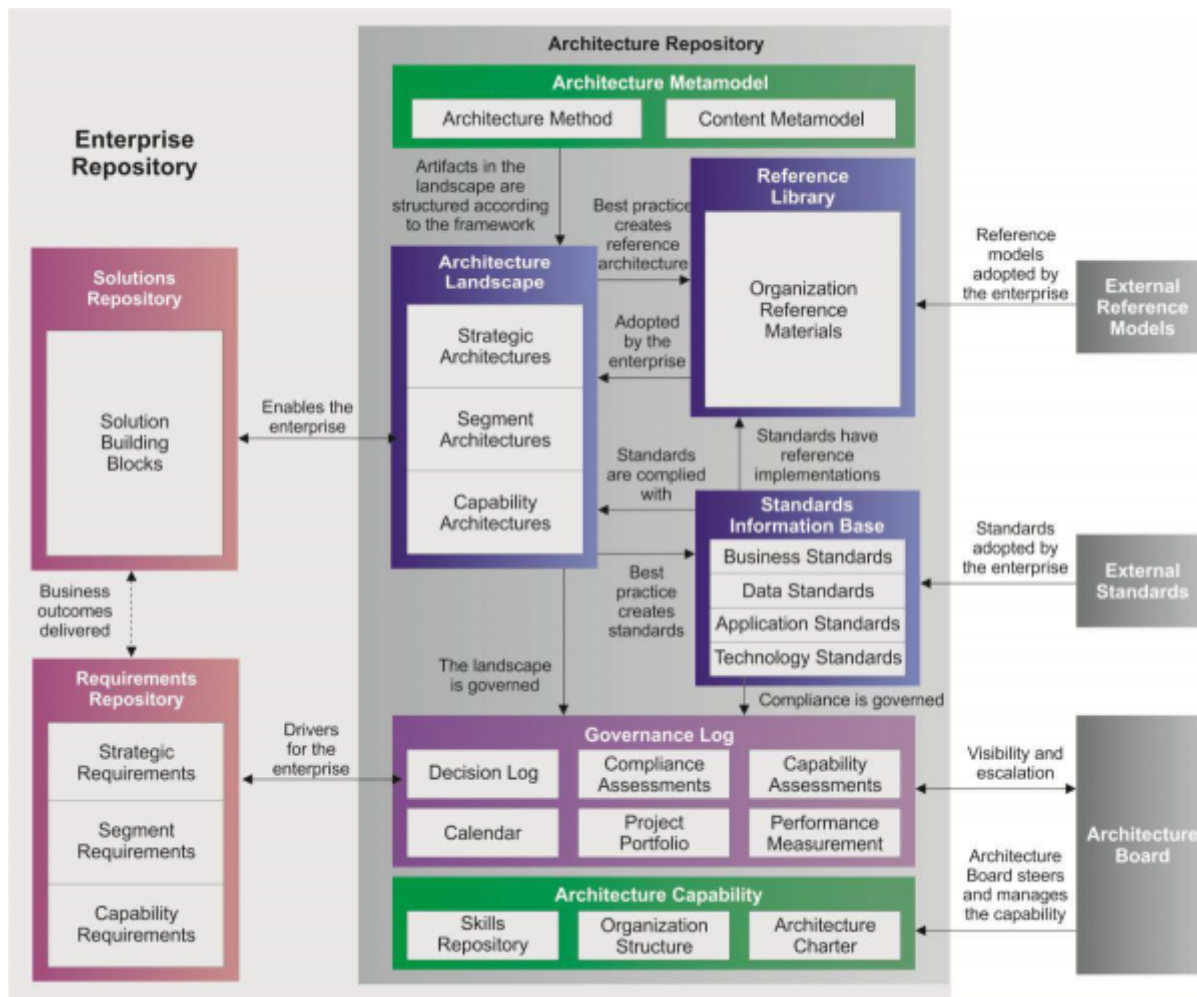 Architecture Repository
Architecture Metamodel
Architecture Method
Content Metamodel
Enterprise
Repository
Artifacts in the
landscape are
structured according
to the framework
Best practice
creates
reference
architecture
Reference
Library
Organization
Reference
Materials
Reference
models
adopted by
the enterprise
External
Reference
Models
Solutions
Repository
Solution
Building
Blocks
Enables the
enterprise
Architecture
Landscape
Strategic
Architectures
Segment
Architectures
Capability
Architectures
Adopted
by the
enterprise
Standards have
reference
implementations
Standards
are complied
with
Standards
Information Base
Business Standards
Data Standards
Application Standards
Technology Standards
Standards
adopted by
the enterprise
External
Standards
Best
practice
creates
standards
Business
outcomes
delivered
The landscape
is governed
Compliance is governed
Requirements
Repository
Strategic
Requirements
Segment
Requirements
Capability
Requirements
Drivers
for the
enterprise
Governance Log
Decision Log
Compliance
Assessments
Capability
Assessments
Calendar
Project
Portfolio
Performance
Measurement
Visibility and
escalation
Architecture
Board
Architecture
Board steers
and manages
the capability
Architecture Capability
Skills
Repository
Organization
Structure
Architecture
Charter